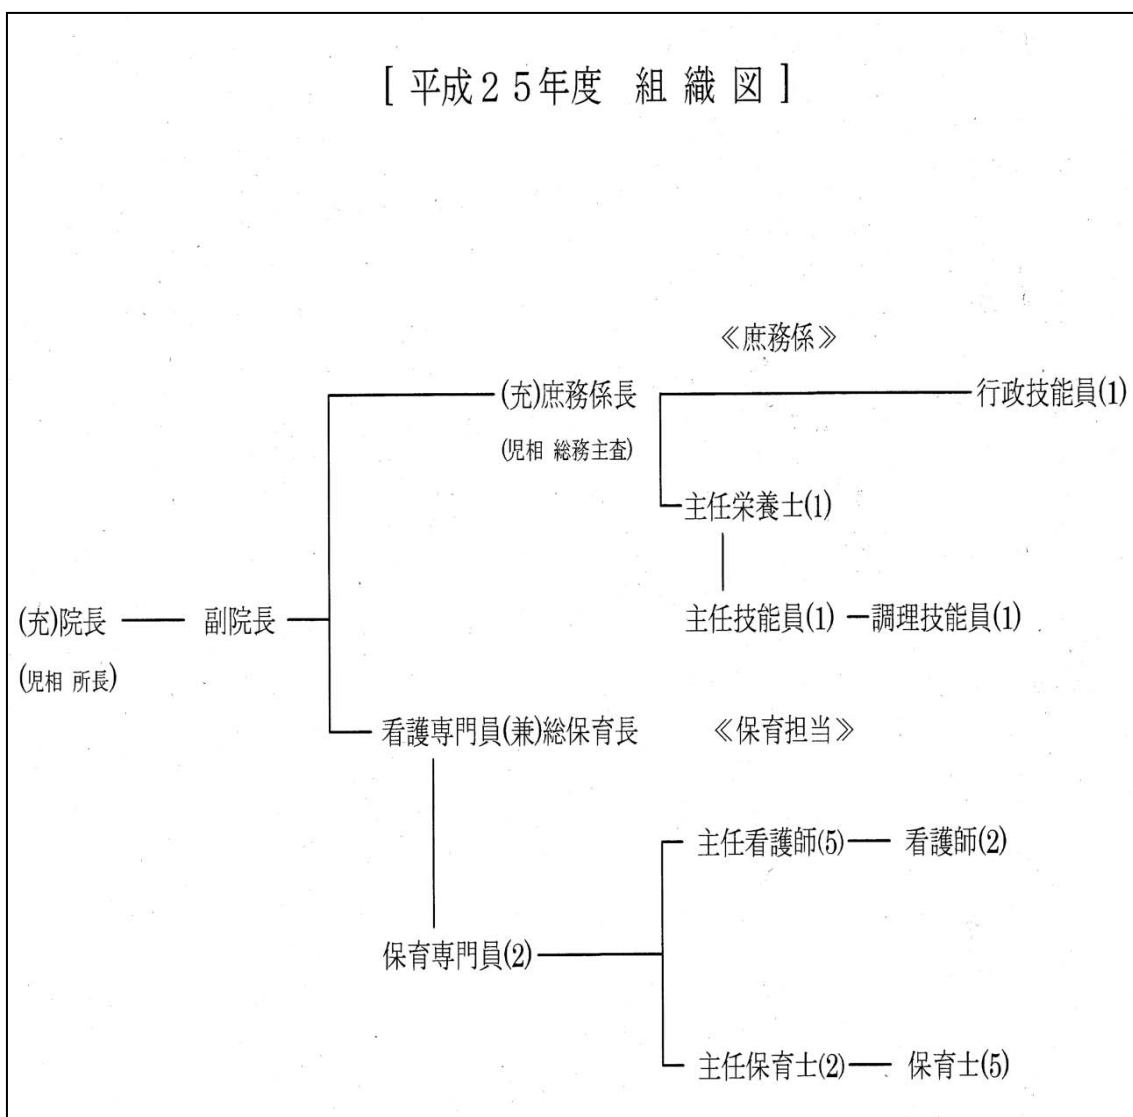 [ 平成25年度 組織図 ]
≪庶務係≫
(充)庶務係長
行政技能員(1)
(児相 総務主査)
主任栄養士(1)
(充)院長
副院長
主任技能員(1)
調理技能員(1)
(児相 所長)
看護専門員(兼)総保育長
≪保育担当≫
主任看護師(5)
看護師(2)
保育専門員(2)
主任保育士(2)
保育士(5)